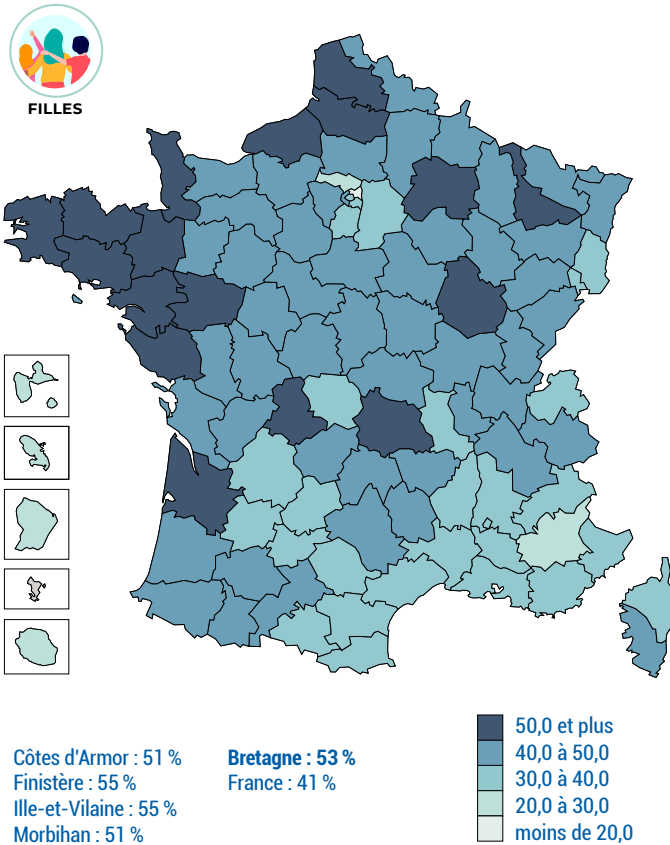 FILLES
Côtes d'Armor : 51 %
Finistère : 55 %
Ille-et-Vilaine : 55 %
Morbihan : 51 %
Bretagne : 53 %
France : 41 %
50,0 et plus
40,0 à 50,0
30,0 à 40,0
20,0 à 30,0
moins de 20,0